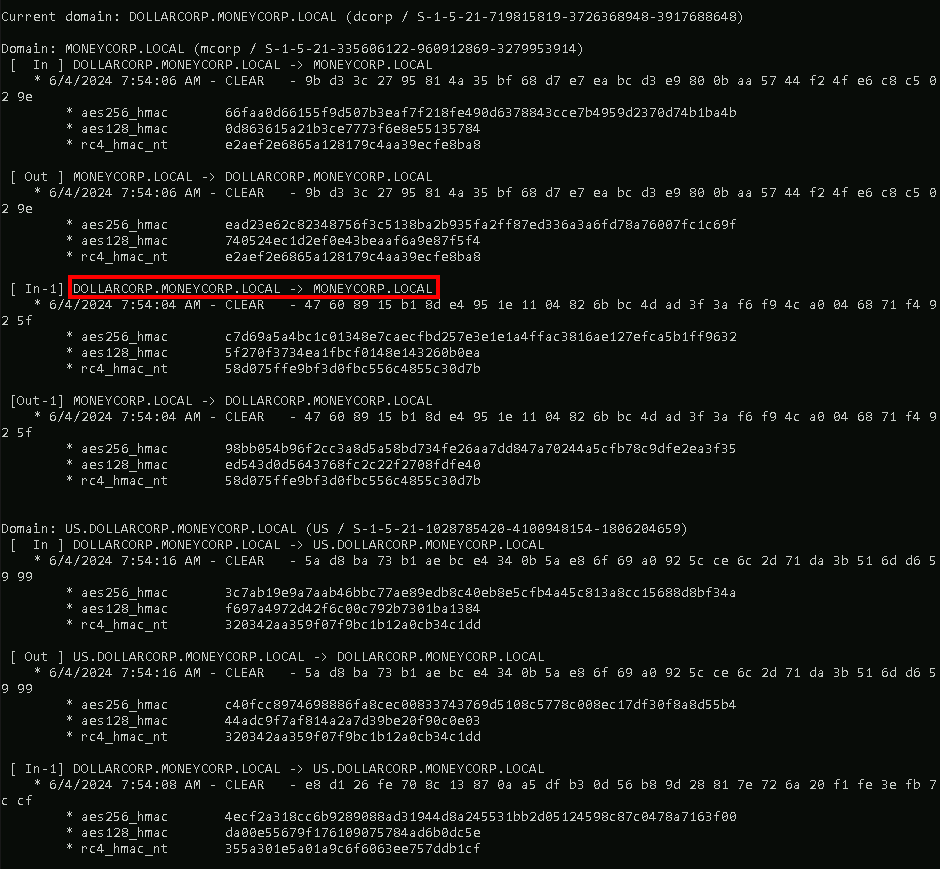 Current domain: DOLLARCORP.MONEYCORP.LOCAL (dcorp / S-1-5-21-719815819-3726368948-3917688648)
Domain: MONEYCORP.LOCAL (mcorp / S-1-5-21-335606122-960912869-3279953914)
[  In ] DOLLARCORP.MONEYCORP.LOCAL -> MONEYCORP.LOCAL
* 6/4/2024 7:54:06 AM - CLEAR   - 9b d3 3c 27 95 81 4a 35 bf 68 d7 e7 ea bc d3 e9 80 0b aa 57 44 f2 4f e6 c8 c5 0
2 9e
* aes256_hmac       66faa0d66155f9d507b3eaf7f218fe490d6378843cce7b4959d2370d74b1ba4b
* aes128_hmac       0d863615a21b3ce7773f6e8e55135784
* rc4_hmac_nt       e2aef2e6865a128179c4aa39ecfe8ba8
[ Out ] MONEYCORP.LOCAL -> DOLLARCORP.MONEYCORP.LOCAL
* 6/4/2024 7:54:06 AM - CLEAR   - 9b d3 3c 27 95 81 4a 35 bf 68 d7 e7 ea bc d3 e9 80 0b aa 57 44 f2 4f e6 c8 c5 0
2 9e
* aes256_hmac       ead23e62c82348756f3c5138ba2b935fa2ff87ed336a3a6fd78a76007fc1c69f
* aes128_hmac       740524ec1d2ef0e43beaaf6a9e87f5f4
* rc4_hmac_nt       e2aef2e6865a128179c4aa39ecfe8ba8
[ In-1] DOLLARCORP.MONEYCORP.LOCAL -> MONEYCORP.LOCAL
* 6/4/2024 7:54:04 AM - CLEAR   - 47 60 89 15 b1 8d e4 95 1e 11 04 82 6b bc 4d ad 3f 3a f6 f9 4c a0 04 68 71 f4 9
2 5f
* aes256_hmac       c7d69a5a4bc1c01348e7caecfbd257e3e1e1a4ffac3816ae127efca5b1ff9632
* aes128_hmac       5f270f3734ea1fbcf0148e143260b0ea
* rc4_hmac_nt       58d075ffe9bf3d0fbc556c4855c30d7b
[Out-1] MONEYCORP.LOCAL -> DOLLARCORP.MONEYCORP.LOCAL
* 6/4/2024 7:54:04 AM - CLEAR   - 47 60 89 15 b1 8d e4 95 1e 11 04 82 6b bc 4d ad 3f 3a f6 f9 4c a0 04 68 71 f4 9
2 5f
* aes256_hmac       98bb054b96f2cc3a8d5a58bd734fe26aa7dd847a70244a5cfb78c9dfe2ea3f35
* aes128_hmac       ed543d0d5643768fc2c22f2708fdfe40
* rc4_hmac_nt       58d075ffe9bf3d0fbc556c4855c30d7b
Domain: US.DOLLARCORP.MONEYCORP.LOCAL (US / S-1-5-21-1028785420-4100948154-1806204659)
[  In ] DOLLARCORP.MONEYCORP.LOCAL -> US.DOLLARCORP.MONEYCORP.LOCAL
* 6/4/2024 7:54:16 AM - CLEAR   - 5a d8 ba 73 b1 ae bc e4 34 0b 5a e8 6f 69 a0 92 5c ce 6c 2d 71 da 3b 51 6d d6 5
9 99
* aes256_hmac       3c7ab19e9a7aab46bbc77ae89edb8c40eb8e5cfb4a45c813a8cc15688d8bf34a
* aes128_hmac       f697a4972d42f6c00c792b7301ba1384
* rc4_hmac_nt       320342aa359f07f9bc1b12a0cb34c1dd
[ Out ] US.DOLLARCORP.MONEYCORP.LOCAL -> DOLLARCORP.MONEYCORP.LOCAL
* 6/4/2024 7:54:16 AM - CLEAR   - 5a d8 ba 73 b1 ae bc e4 34 0b 5a e8 6f 69 a0 92 5c ce 6c 2d 71 da 3b 51 6d d6 5
9 99
* aes256_hmac       c40fcc8974698886fa8cec00833743769d5108c5778c008ec17df30f8a8d55b4
* aes128_hmac       44adc9f7af814a2a7d39be20f90c0e03
* rc4_hmac_nt       320342aa359f07f9bc1b12a0cb34c1dd
[ In-1] DOLLARCORP.MONEYCORP.LOCAL -> US.DOLLARCORP.MONEYCORP.LOCAL
* 6/4/2024 7:54:08 AM - CLEAR   - e8 d1 26 fe 70 8c 13 87 0a a5 df b3 0d 56 b8 9d 28 81 7e 72 6a 20 f1 fe 3e fb 7
c cf
* aes256_hmac       4ecf2a318cc6b9289088ad31944d8a245531bb2d05124598c87c0478a7163f00
* aes128_hmac       da00e55679f176109075784ad6b0dc5e
* rc4_hmac_nt       355a301e5a01a9c6f6063ee757ddb1cf